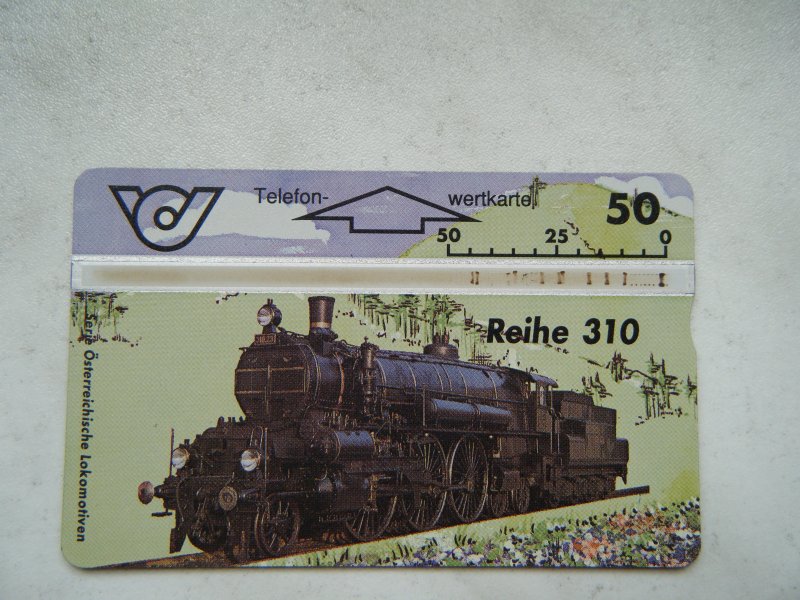 Telefon- wertkarte 50
50 25 0
Reihe 310
Serie Österreichische Lokomotiven